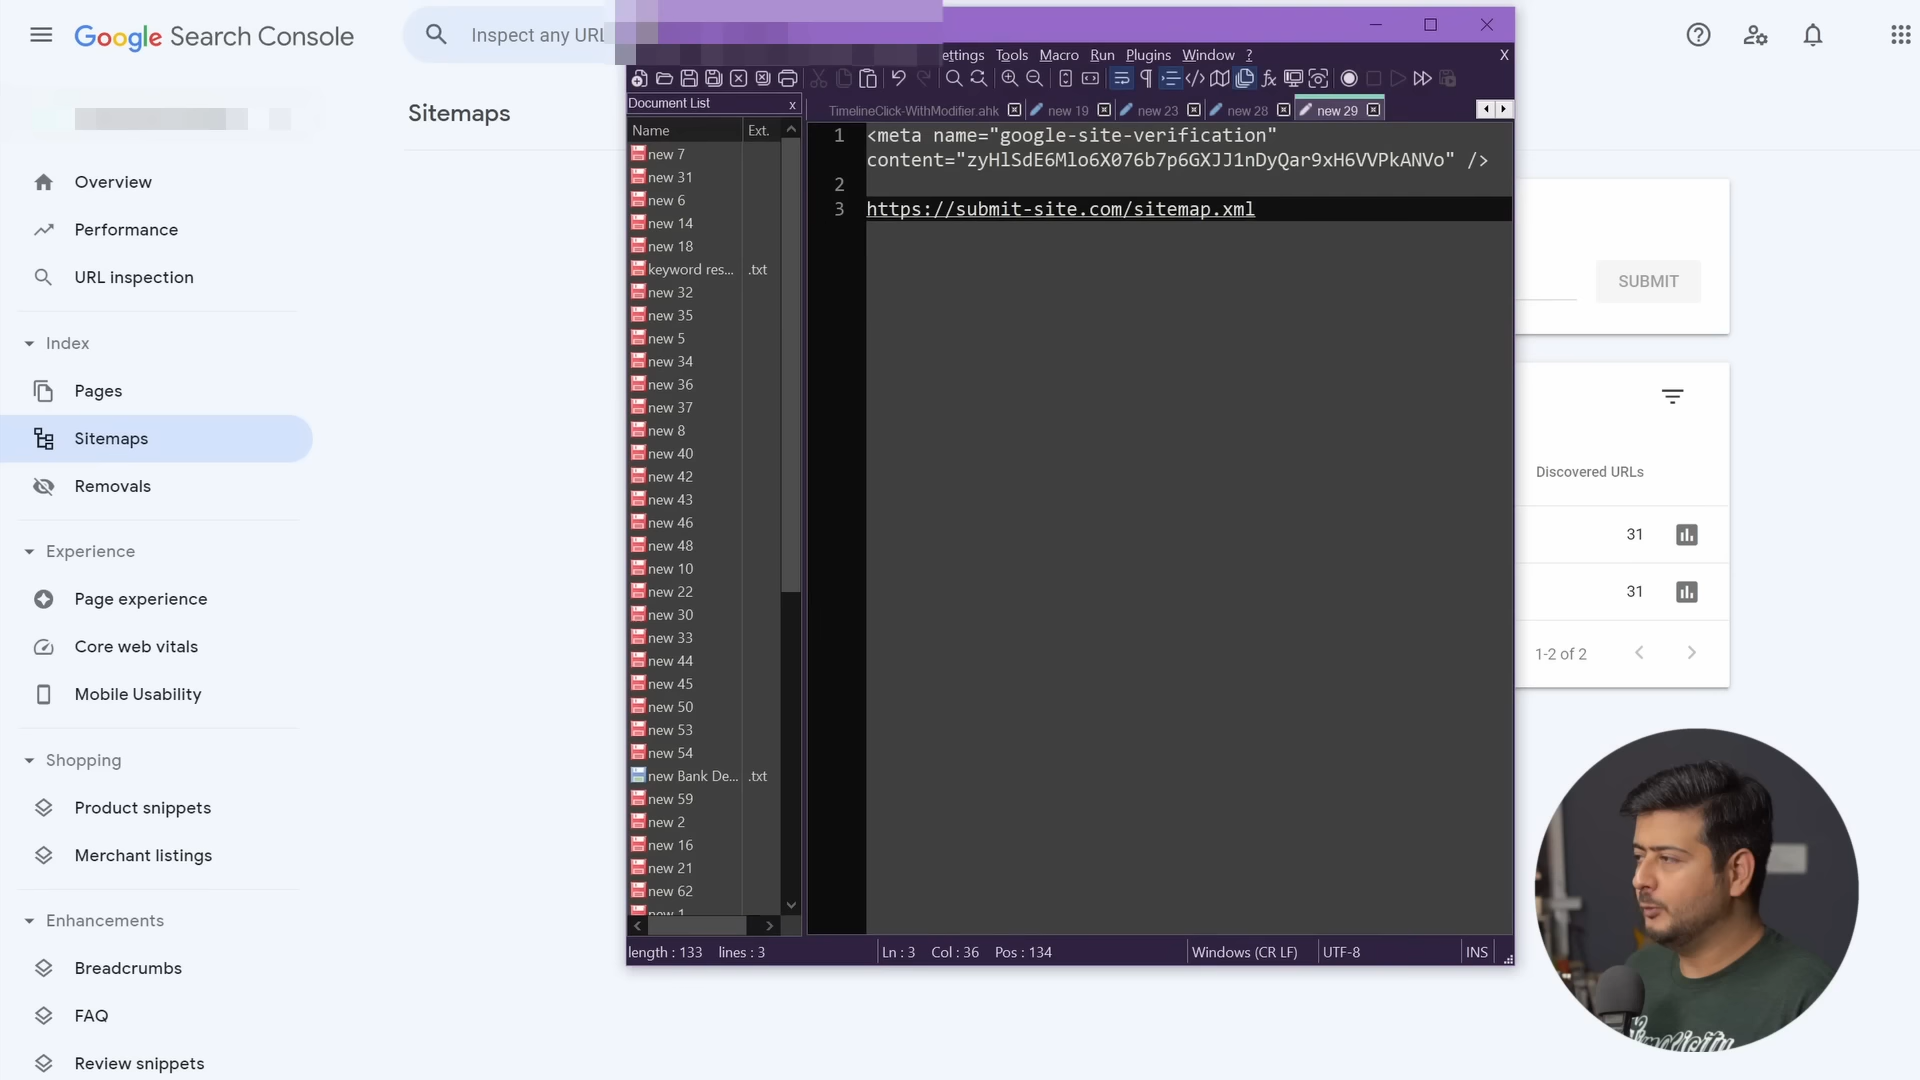 Google Search Console
Inspect any URL
Sitemaps
Overview
Performance
URL inspection
Index
Pages
Sitemaps
Removals
Experience
Page experience
Core web vitals
Mobile Usability
Shopping
Product snippets
Merchant listings
Enhancements
Breadcrumbs
FAQ
Review snippets
ettings Tools Macro Run Plugins Window ? X
Document List x
Name Ext.
new 7
new 31
new 6
new 14
new 18
keyword res... .txt
new 32
new 35
new 5
new 34
new 36
new 37
new 8
new 40
new 42
new 43
new 46
new 48
new 10
new 22
new 30
new 33
new 44
new 45
new 50
new 53
new 54
new Bank De... .txt
new 59
new 2
new 16
new 21
new 62
new 1
TimelineClick-WithModifier.ahk new 19 new 23 new 28 new 29
1 <meta name="google-site-verification"
content="zyHlSdE6Mlo6X076b7p6GXJJ1nDyQar9xH6VVPkANVo" />
2
3 https://submit-site.com/sitemap.xml
length : 133 lines : 3 Ln : 3 Col : 36 Pos : 134 Windows (CR LF) UTF-8 INS
SUBMIT
Discovered URLs
31
31
1-2 of 2